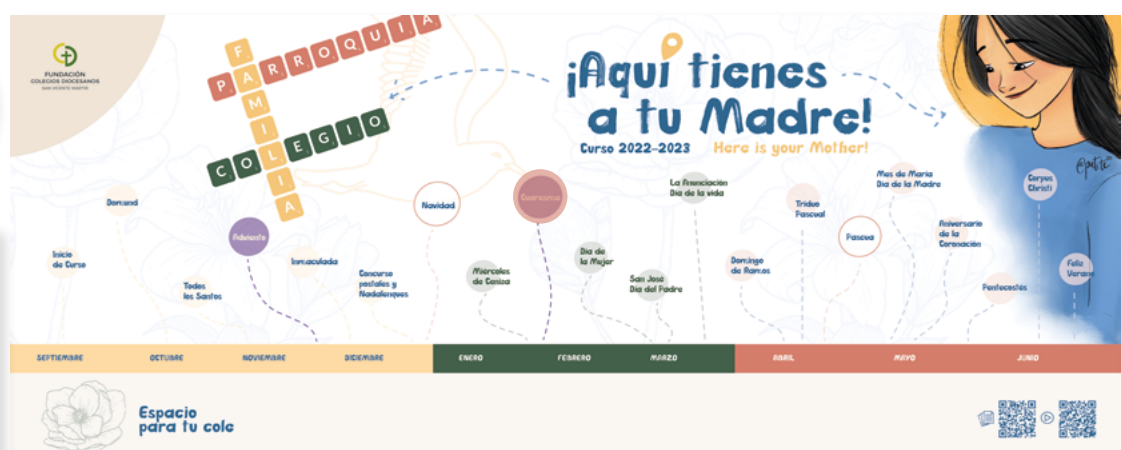 FUNDACIÓN
COLEGIOS DIOCESANOS
SAN VICENTE MÁRTIR
PARROQUIA
FAMILIA
COLEGIO
¡Aquí tienes
a tu Madre!
Curso 2022-2023 Here is your Mother!
Inicio
de Curso
Domund
Todos
los Santos
Adviento
Inmaculada
Concurso
postales y
Nadalenques
Navidad
Miércoles
de Ceniza
Cuaresma
Día de
la Mujer
San José
Día del Padre
La Anunciación
Día de la vida
Domingo
de Ramos
Triduo
Pascual
Pascua
Mes de María
Día de la Madre
Aniversario
de la
Coronación
Pentecostés
Corpus
Christi
Feliz
Verano
SEPTIEMBRE OCTUBRE NOVIEMBRE DICIEMBRE ENERO FEBRERO MARZO ABRIL MAYO JUNIO
Espacio
para tu cole